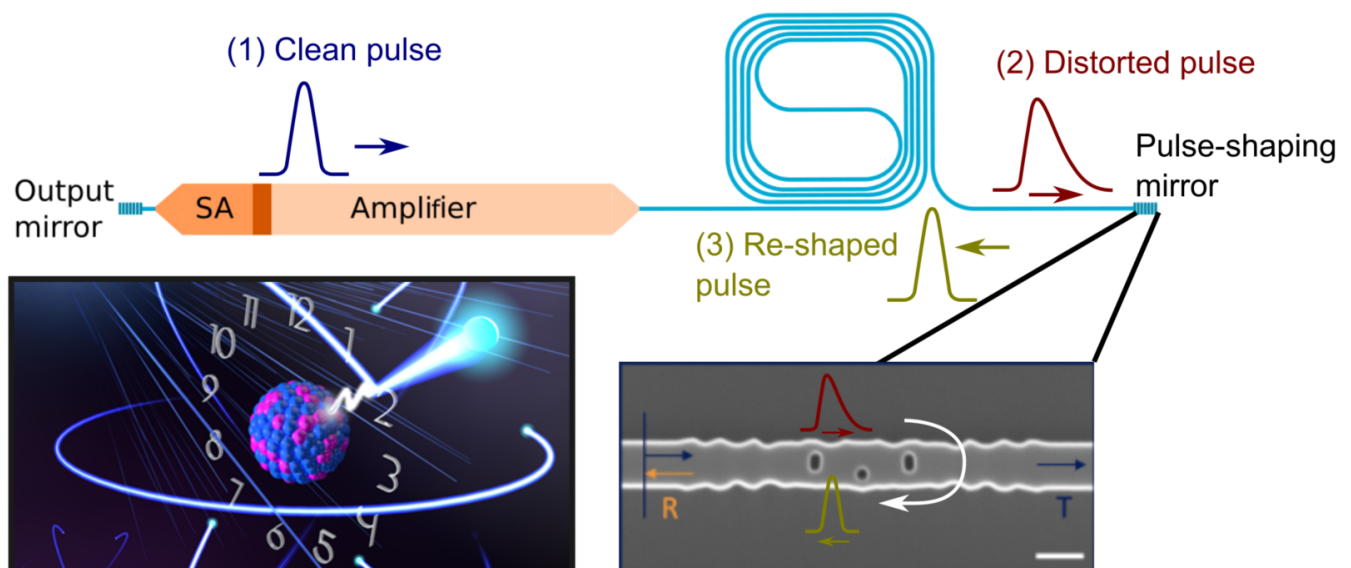 (1) Clean pulse
(2) Distorted pulse
Pulse-shaping
mirror
Output
mirror
SA
Amplifier
(3) Re-shaped
pulse
11
12
1
10
9
2
8
3
7
4
6
5
R
T